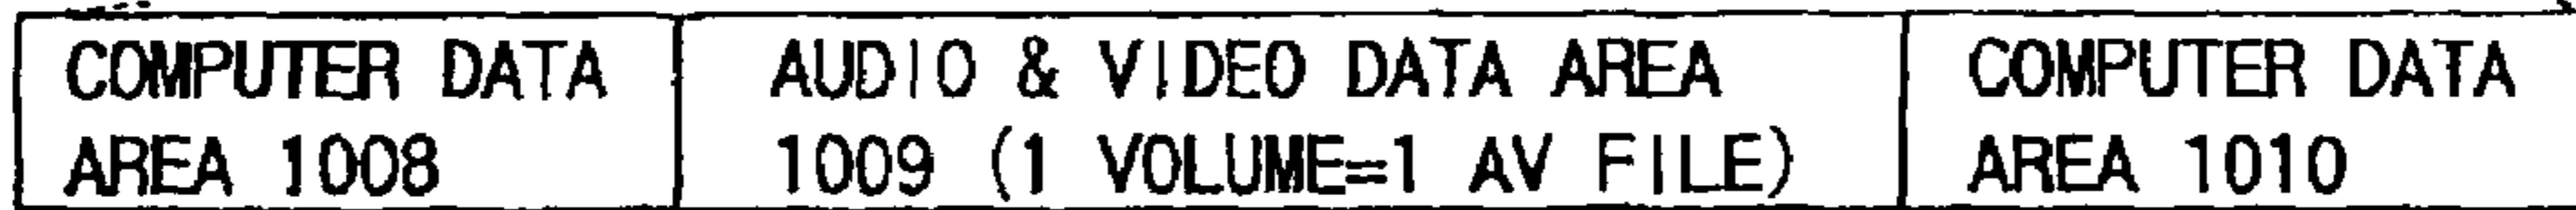 COMPUTER DATA
AREA 1008
AUDIO & VIDEO DATA AREA
1009 (1 VOLUME=1 AV FILE)
COMPUTER DATA
AREA 1010